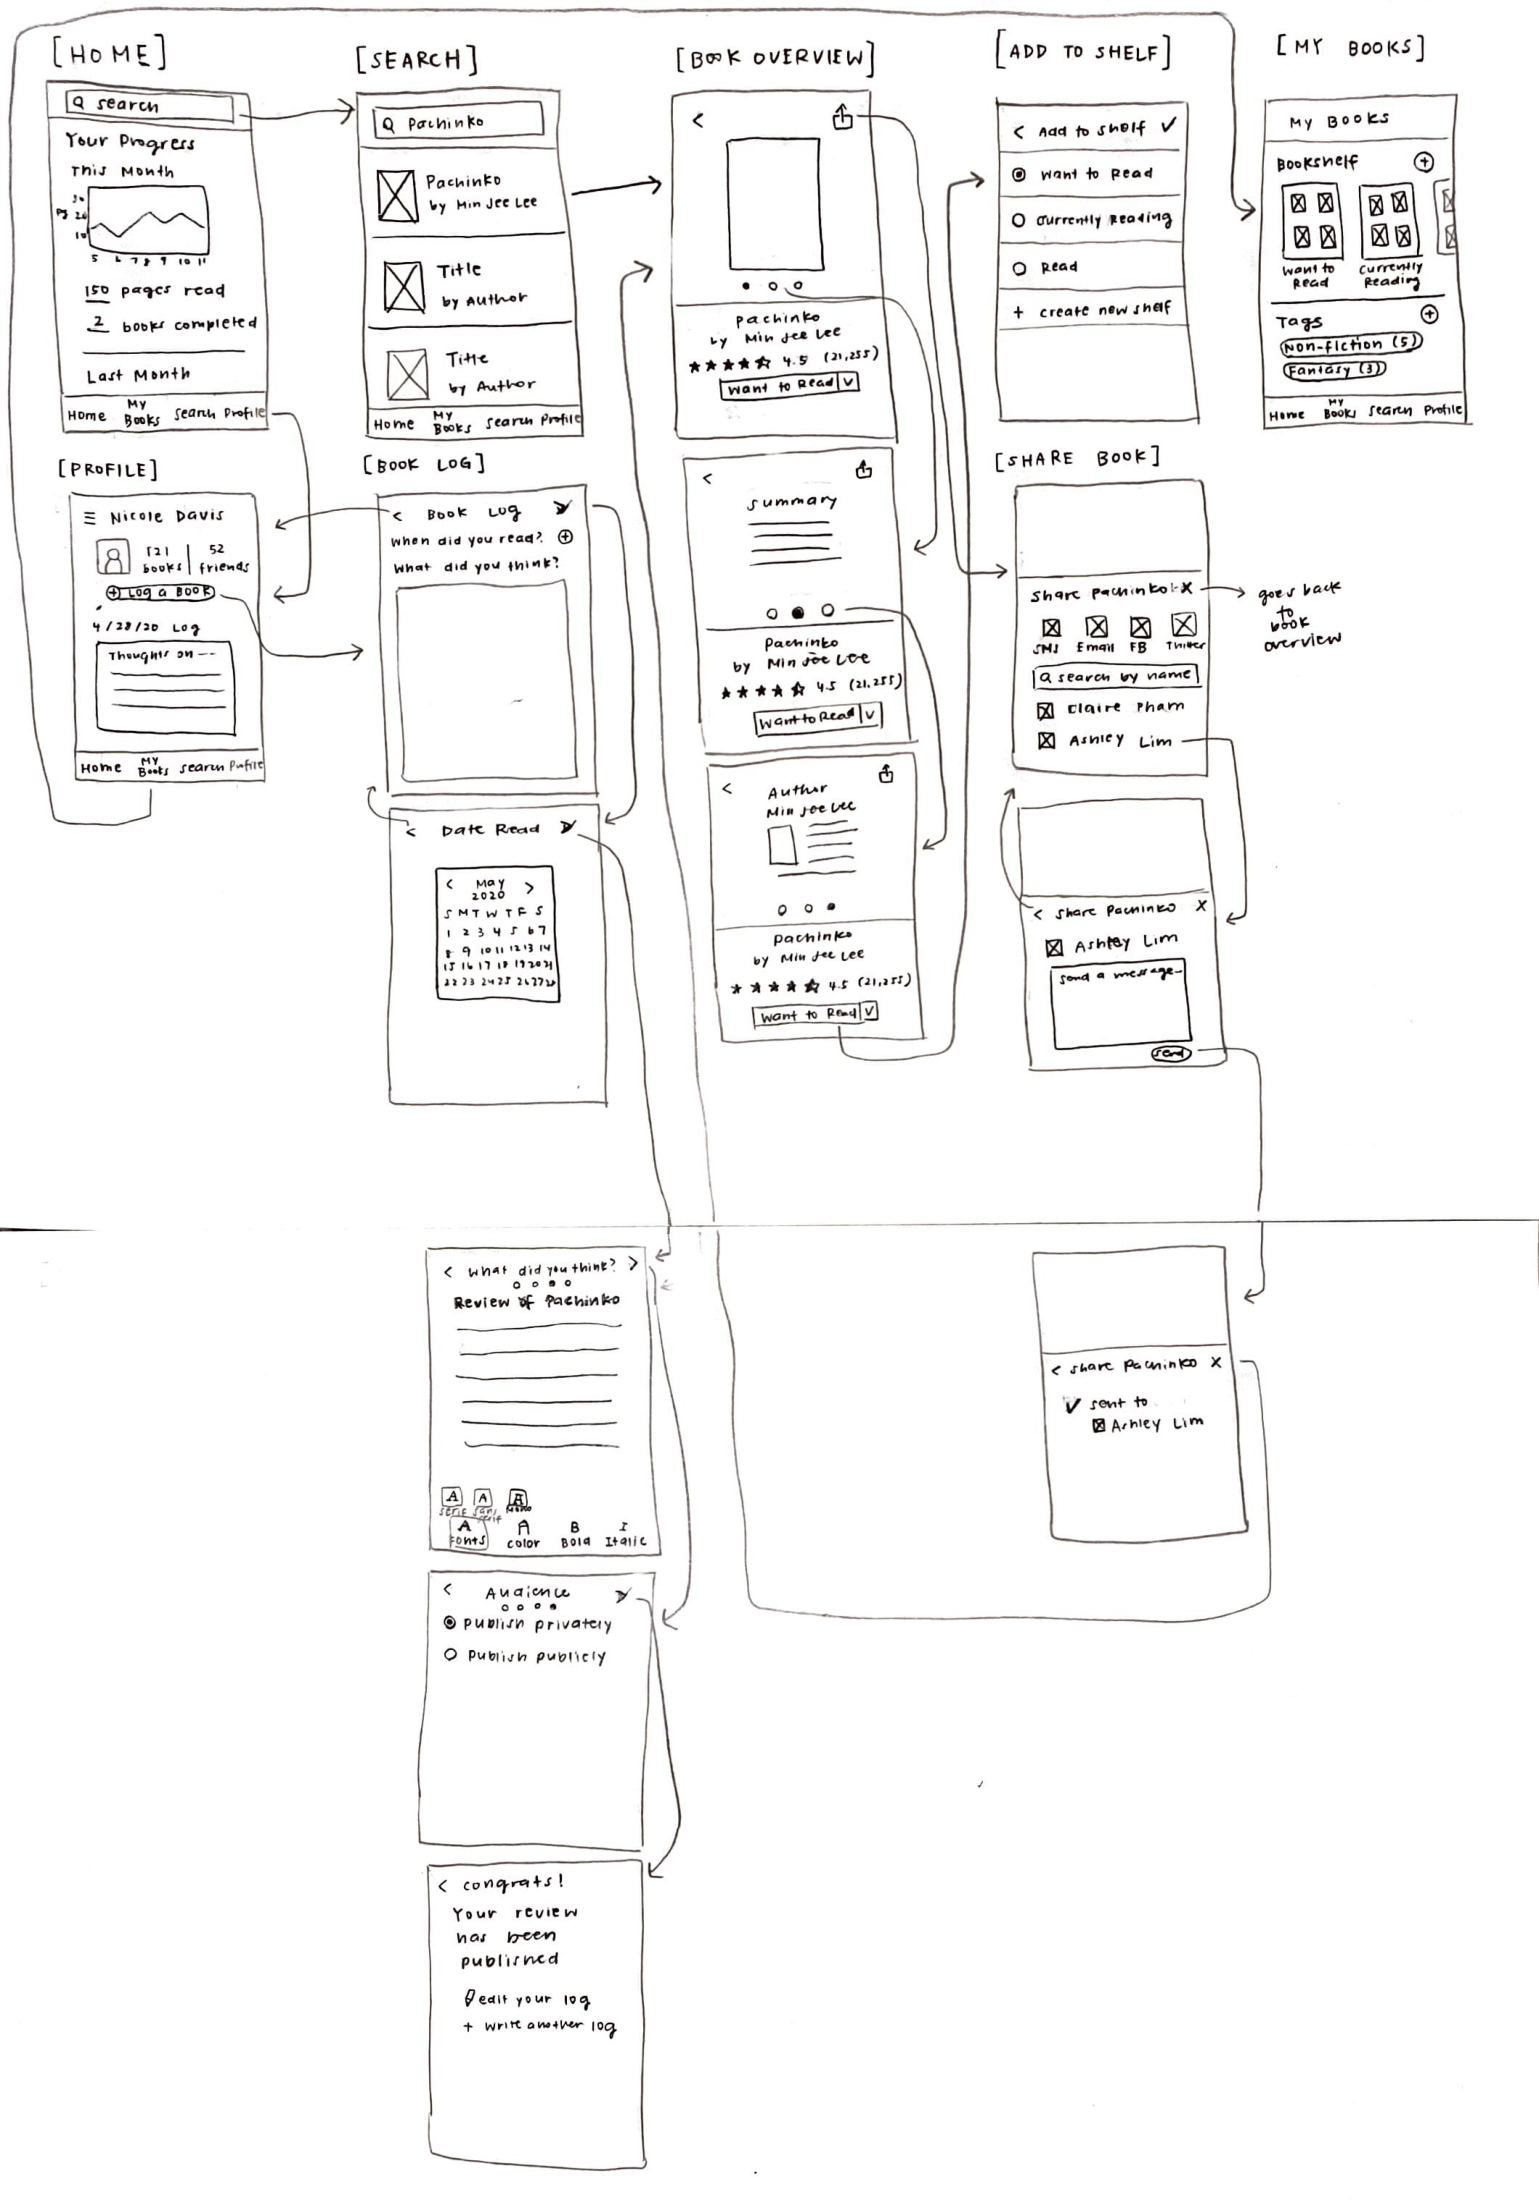 [HOME]
Q search
Your Progress
This Month
30
Pg 20
10
5 6 7 8 9 10 11
150 pages read
2 books completed
Last Month
Home My Books Search Profile
[SEARCH]
Q Pachinko
Pachinko
by Min Jee Lee
Title
by Author
Title
by Author
Home My Books Search Profile
[BOOK OVERVIEW]
<
Pachinko
by Min Jee Lee
4.5 (21,255)
Want to Read | v
<
Summary
Pachinko
by Min Jee Lee
4.5 (21,255)
Want to Read | v
<
Author
Min Jee Lee
Pachinko
by Min Jee Lee
4.5 (21,255)
Want to Read | v
[ADD TO SHELF]
< Add to shelf ✓
Want to Read
Currently Reading
Read
+ create new shelf
[MY BOOKS]
My Books
Bookshelf +
Want to Read
Currently Reading
Tags +
Non-fiction (5)
Fantasy (3)
Home My Books Search Profile
[PROFILE]
☰ Nicole Davis
121 books | 52 friends
+ Log a Book
4/28/20 Log
Thoughts on --
Home My Books Search Profile
[BOOK LOG]
< Book Log
When did you read? +
What did you think?
< Date Read
< May 2020 >
S M T W T F S
1 2 3 4 5 6 7
8 9 10 11 12 13 14
15 16 17 18 19 20 21
22 23 24 25 26 27 28
< What did you think? >
Review of Pachinko
A A A
serif sans serif
A A B I
Fonts Color Bold Italic
< Audience
Publish privately
Publish publicly
< Congrats!
Your review
has been
published
edit your log
+ write another log
[SHARE BOOK]
Share Pachinko! X
SMS Email FB Twitter
Q search by name
Claire Pham
Ashley Lim
goes back
to
book
overview
< Share Pachinko X
Ashley Lim
Send a message-
Send
< Share Pachinko X
✓ sent to
Ashley Lim